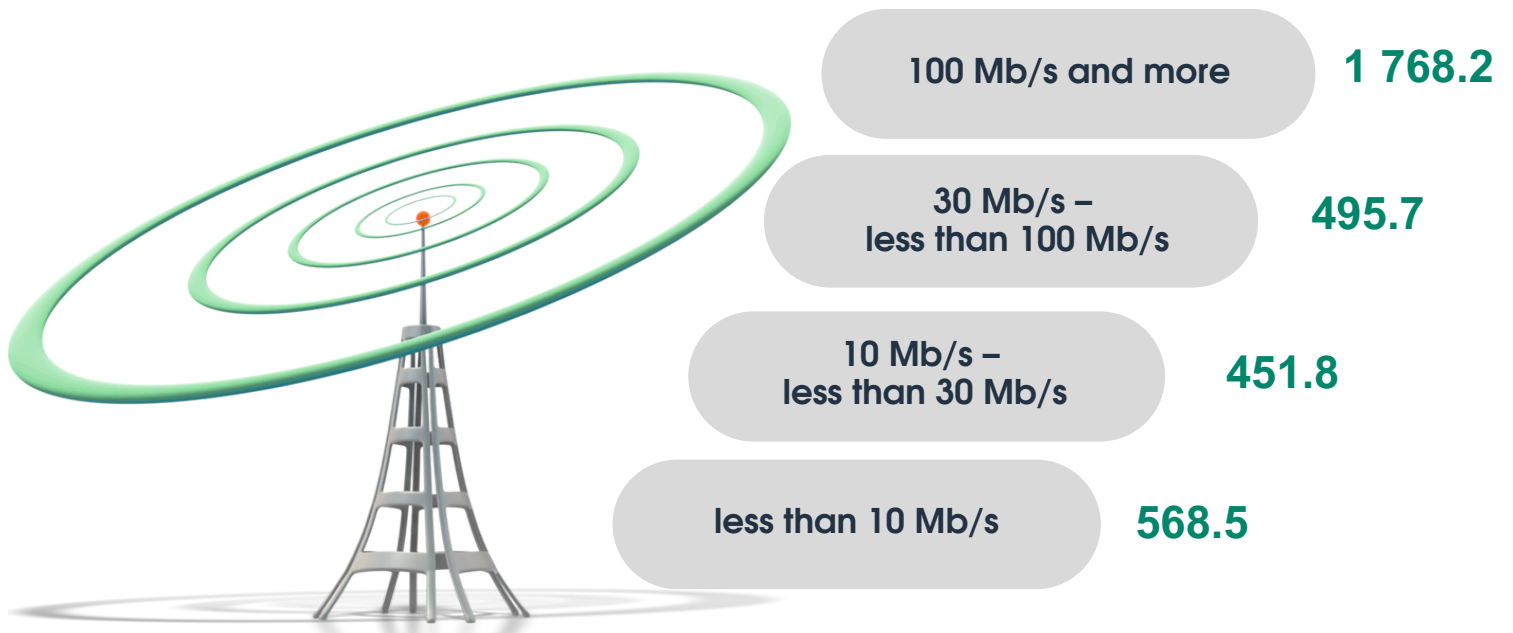 100 Mb/s and more
1 768.2
30 Mb/s –
less than 100 Mb/s
495.7
10 Mb/s –
less than 30 Mb/s
451.8
less than 10 Mb/s
568.5